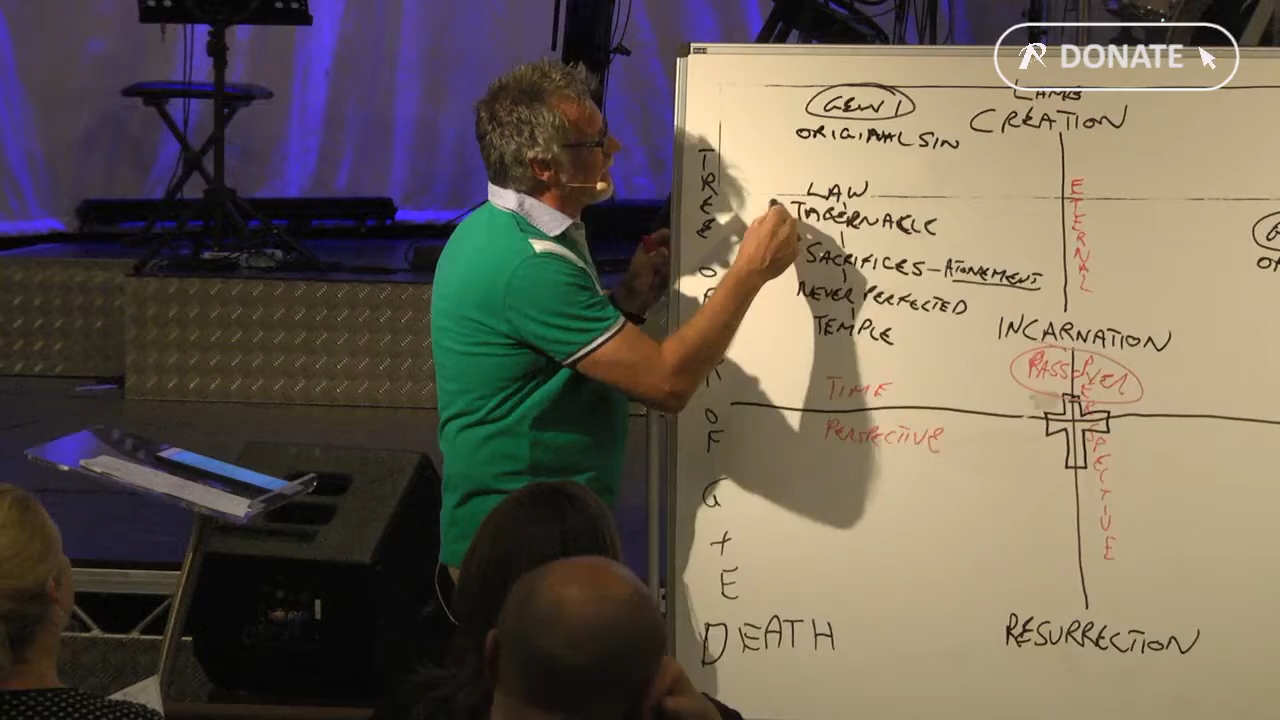 DONATE
LAMB
CREATION
GEN 1
ORIGINAL SIN
LAW
TABERNACLE
SACRIFICES - ATONEMENT
NEVER PERFECTED
TEMPLE
INCARNATION
PASSOVER
TIME
PERSPECTIVE
ETERNAL
PERSPECTIVE
TREE OF
OF G+E
DEATH
RESURRECTION